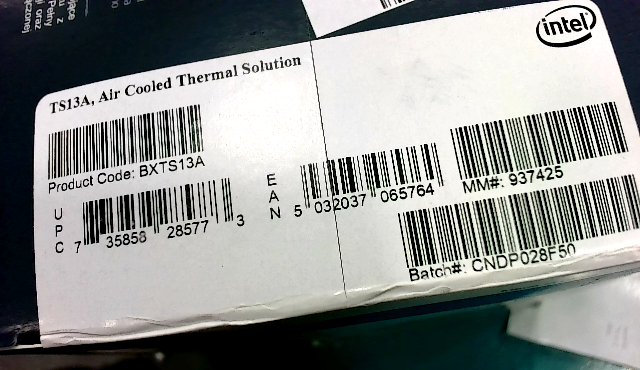 intel
TS13A, Air Cooled Thermal Solution
Product Code: BXTS13A
MM#: 937425
UPC 7 35858 28577 3
EAN 5 032037 065764
Batch#: CNDP028F50